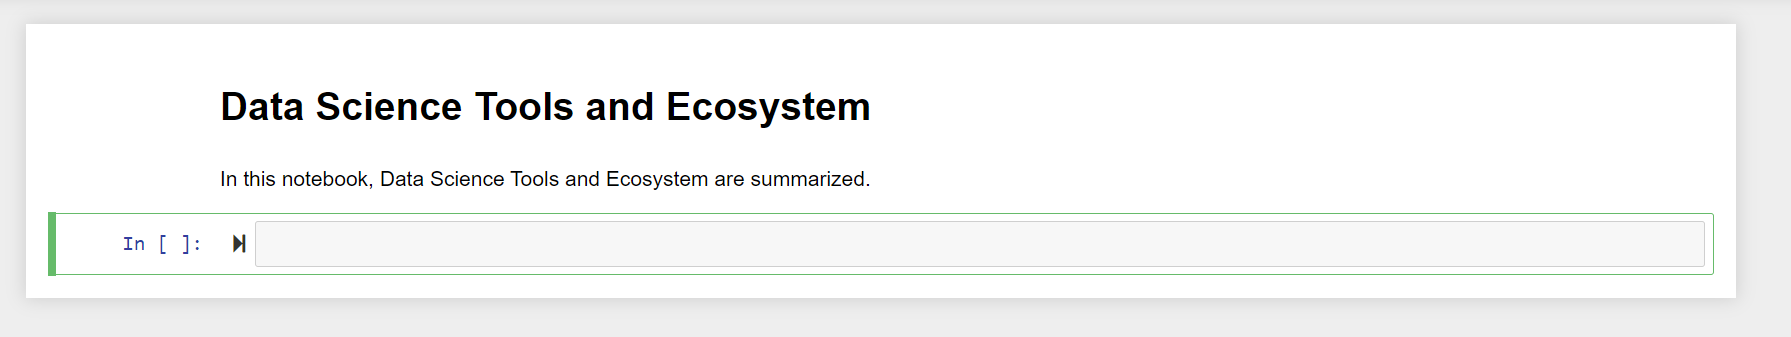 Data Science Tools and Ecosystem
In this notebook, Data Science Tools and Ecosystem are summarized.
In [ ]: